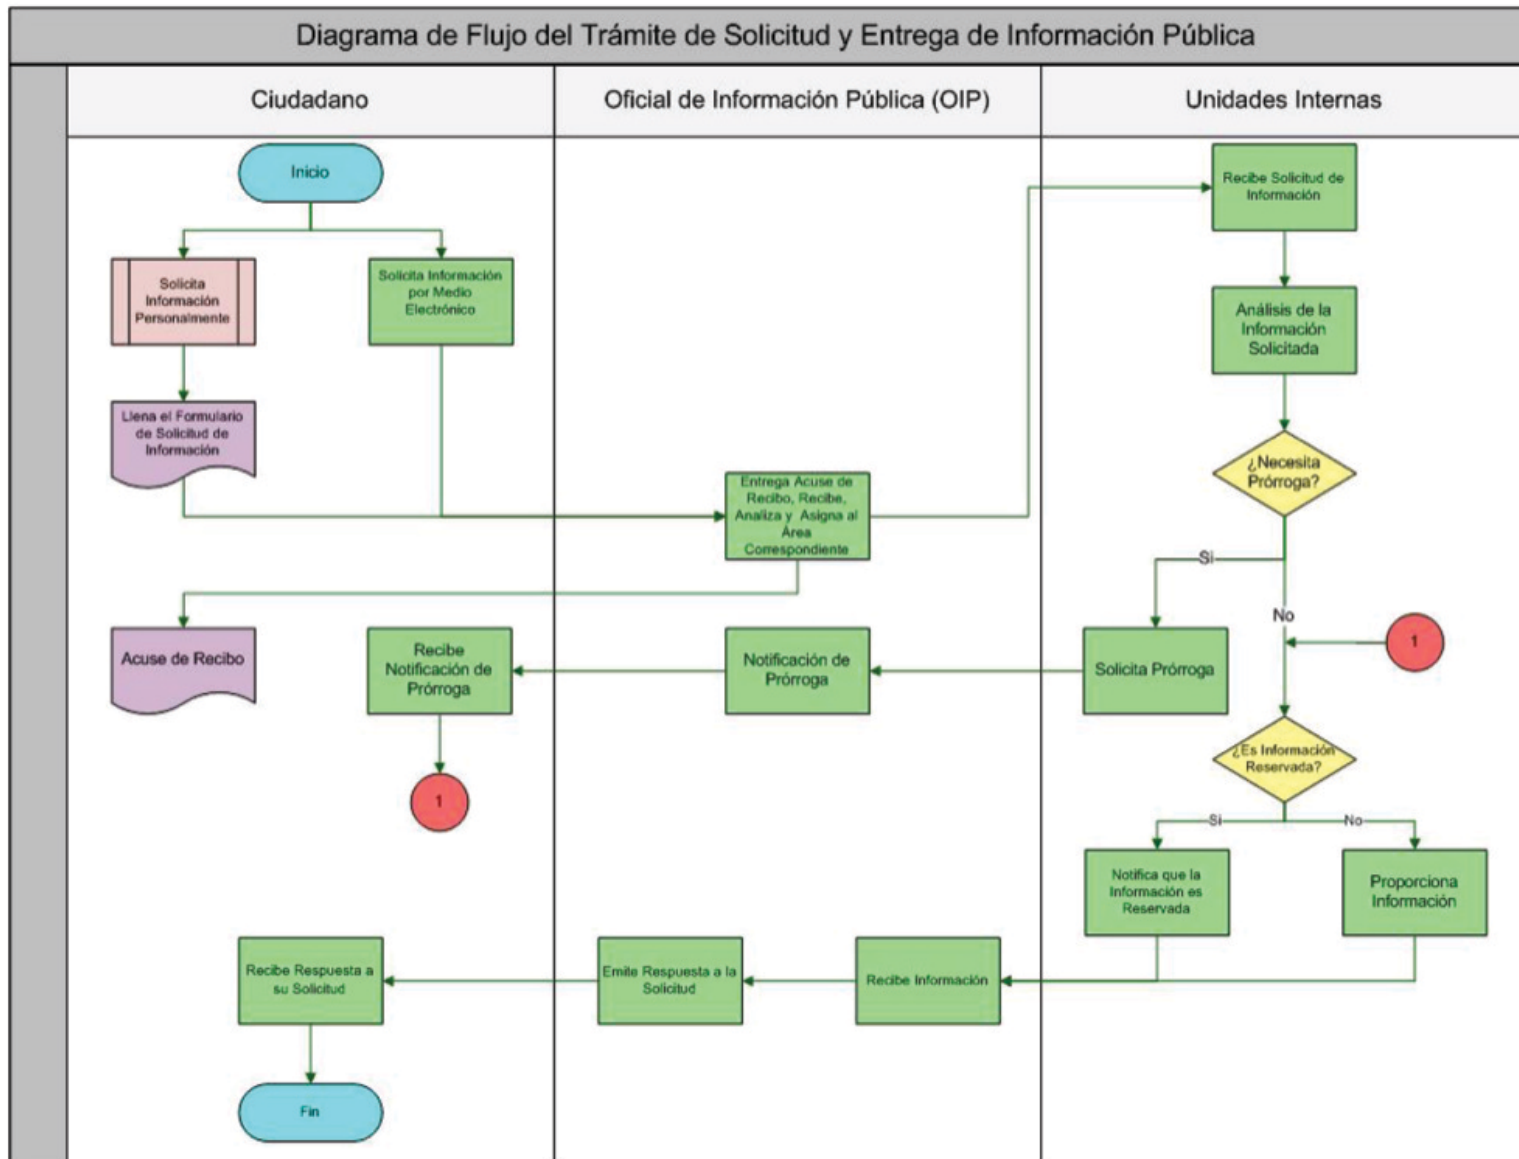 Diagrama de Flujo del Trámite de Solicitud y Entrega de Información Pública
Ciudadano
Oficial de Información Pública (OIP)
Unidades Internas
Inicio
Recibe Solicitud de
Información
Solicita
Información
Personalmente
Solicita Información
por Medio
Electrónico
Análisis de la
Información
Solicitada
Llena el Formulario
de Solicitud de
Información
¿Necesita
Prórroga?
Entrega Acuse de
Recibo, Recibe,
Analiza y Asigna al
Área
Correspondiente
Si
No
Acuse de Recibo
Recibe
Notificación de
Prórroga
Notificación de
Prórroga
Solicita Prórroga
1
1
¿Es Información
Reservada?
Si
No
Notifica que la
Información es
Reservada
Proporciona
Información
Recibe Respuesta a
su Solicitud
Emite Respuesta a la
Solicitud
Recibe Información
Fin